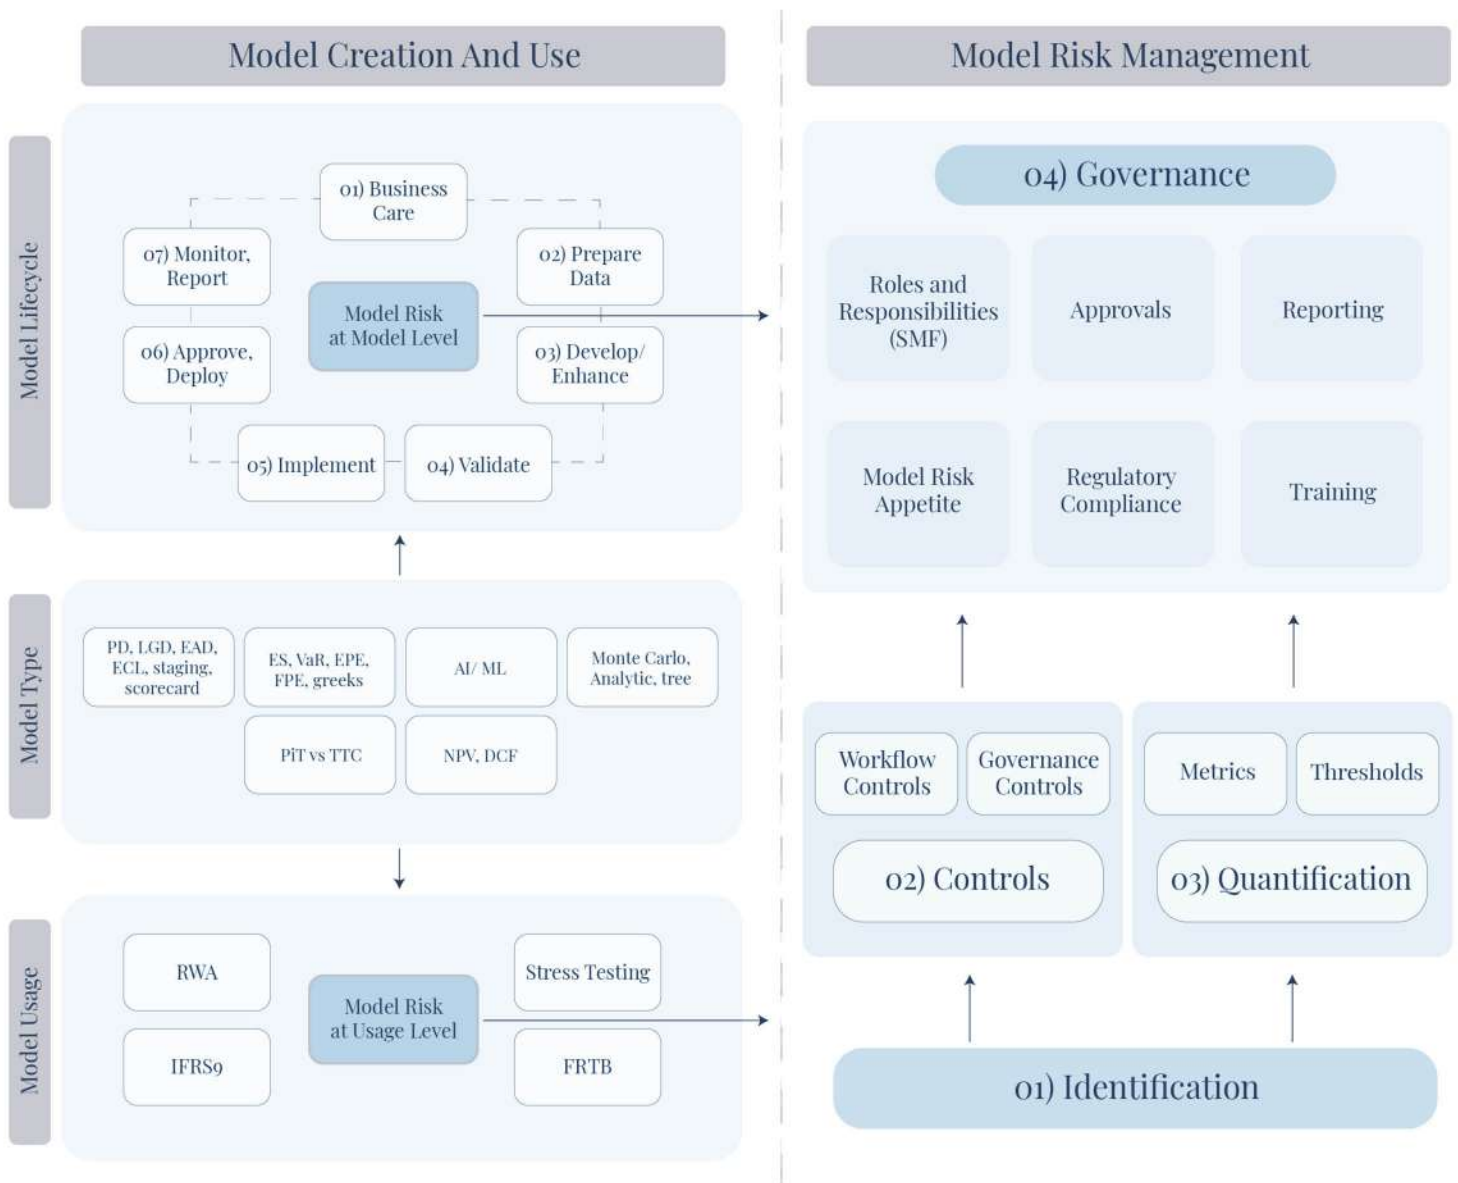 Model Creation And Use
Model Lifecycle
01) Business
Care
07) Monitor,
Report
02) Prepare
Data
Model Risk
at Model Level
06) Approve,
Deploy
03) Develop/
Enhance
05) Implement
04) Validate
Model Type
PD, LGD, EAD,
ECL, staging,
scorecard
ES, VaR, EPE,
FPE, greeks
AI/ ML
Monte Carlo,
Analytic, tree
PiT vs TTC
NPV, DCF
Model Usage
RWA
Stress Testing
Model Risk
at Usage Level
IFRS9
FRTB
Model Risk Management
04) Governance
Roles and
Responsibilities
(SMF)
Approvals
Reporting
Model Risk
Appetite
Regulatory
Compliance
Training
Workflow
Controls
Governance
Controls
Metrics
Thresholds
02) Controls
03) Quantification
01) Identification